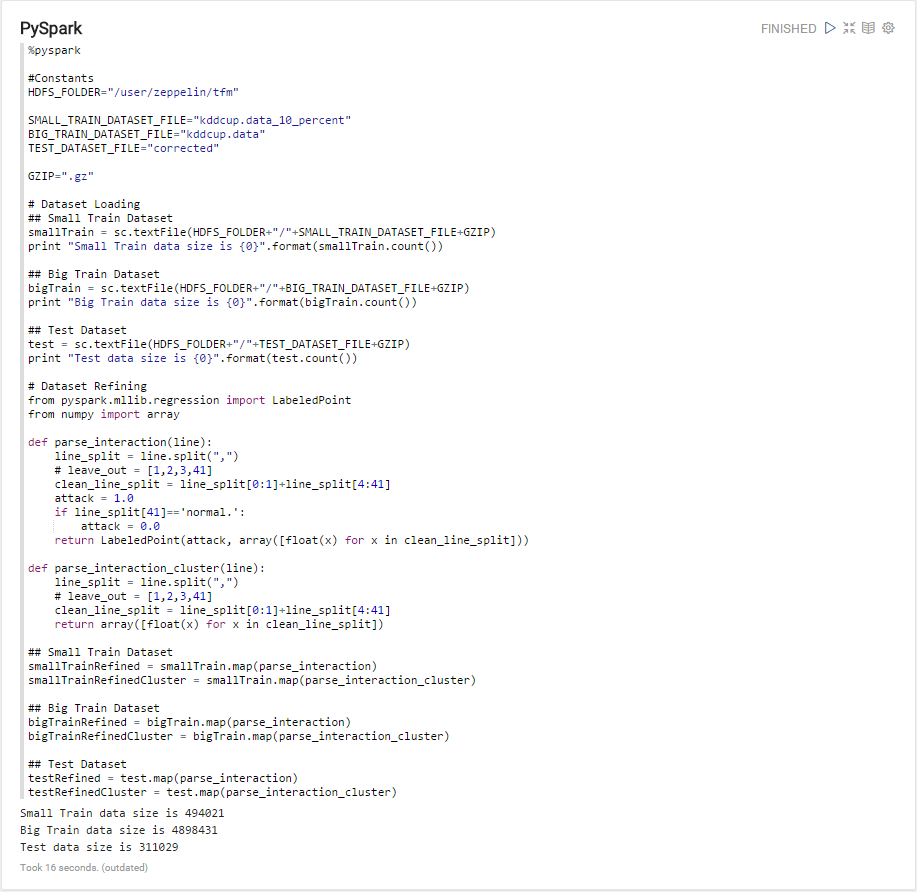 PySpark
FINISHED
%pyspark

#Constants
HDFS_FOLDER="/user/zeppelin/tfm"

SMALL_TRAIN_DATASET_FILE="kddcup.data_10_percent"
BIG_TRAIN_DATASET_FILE="kddcup.data"
TEST_DATASET_FILE="corrected"

GZIP=".gz"

# Dataset Loading
## Small Train Dataset
smallTrain = sc.textFile(HDFS_FOLDER+"/"+SMALL_TRAIN_DATASET_FILE+GZIP)
print "Small Train data size is {0}".format(smallTrain.count())

## Big Train Dataset
bigTrain = sc.textFile(HDFS_FOLDER+"/"+BIG_TRAIN_DATASET_FILE+GZIP)
print "Big Train data size is {0}".format(bigTrain.count())

## Test Dataset
test = sc.textFile(HDFS_FOLDER+"/"+TEST_DATASET_FILE+GZIP)
print "Test data size is {0}".format(test.count())

# Dataset Refining
from pyspark.mllib.regression import LabeledPoint
from numpy import array

def parse_interaction(line):
    line_split = line.split(",")
    # leave_out = [1,2,3,41]
    clean_line_split = line_split[0:1]+line_split[4:41]
    attack = 1.0
    if line_split[41]=='normal.':
        attack = 0.0
    return LabeledPoint(attack, array([float(x) for x in clean_line_split]))

def parse_interaction_cluster(line):
    line_split = line.split(",")
    # leave_out = [1,2,3,41]
    clean_line_split = line_split[0:1]+line_split[4:41]
    return array([float(x) for x in clean_line_split])

## Small Train Dataset
smallTrainRefined = smallTrain.map(parse_interaction)
smallTrainRefinedCluster = smallTrain.map(parse_interaction_cluster)

## Big Train Dataset
bigTrainRefined = bigTrain.map(parse_interaction)
bigTrainRefinedCluster = bigTrain.map(parse_interaction_cluster)

## Test Dataset
testRefined = test.map(parse_interaction)
testRefinedCluster = test.map(parse_interaction_cluster)
Small Train data size is 494021
Big Train data size is 4898431
Test data size is 311029
Took 16 seconds. (outdated)